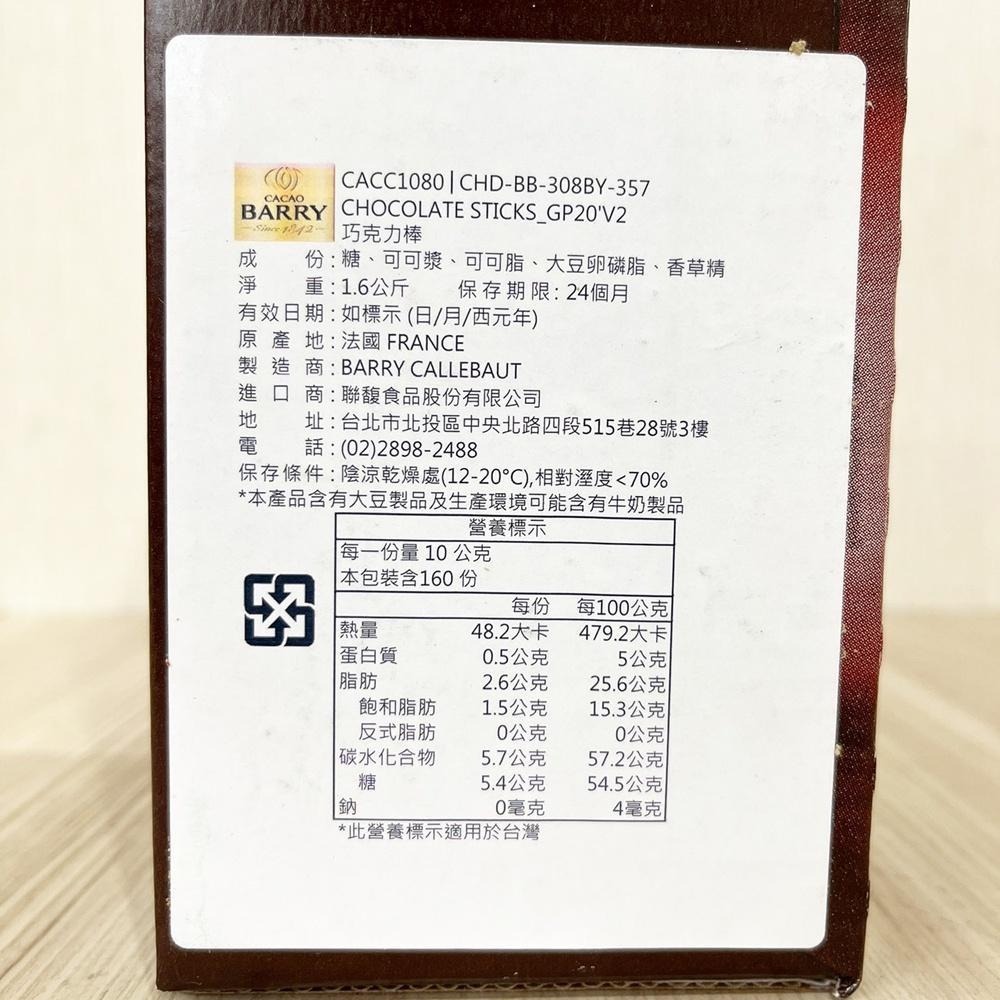 CACAO
BARRY
Since 1842
CACC1080|CHD-BB-308BY-357
CHOCOLATE STICKS_GP20'V2
巧克力棒
成份:糖、可可漿、可可脂、大豆卵磷脂、香草精
淨重:1.6公斤 保存期限:24個月
有效日期:如標示 (日/月/西元年)
原產地:法國 FRANCE
製造商:BARRY CALLEBAUT
進口商:聯馥食品股份有限公司
地址:台北市北投區中央北路四段515巷28號3樓
電話:(02)2898-2488
保存條件:陰涼乾燥處(12-20°C),相對溼度<70%
*本產品含有大豆製品及生產環境可能含有牛奶製品
營養標示
每一份量 10 公克
本包裝含160 份
每份 每100公克
熱量 48.2大卡 479.2大卡
蛋白質 0.5公克 5公克
脂肪 2.6公克 25.6公克
飽和脂肪 1.5公克 15.3公克
反式脂肪 0公克 0公克
碳水化合物 5.7公克 57.2公克
糖 5.4公克 54.5公克
鈉 0毫克 4毫克
*此營養標示適用於台灣